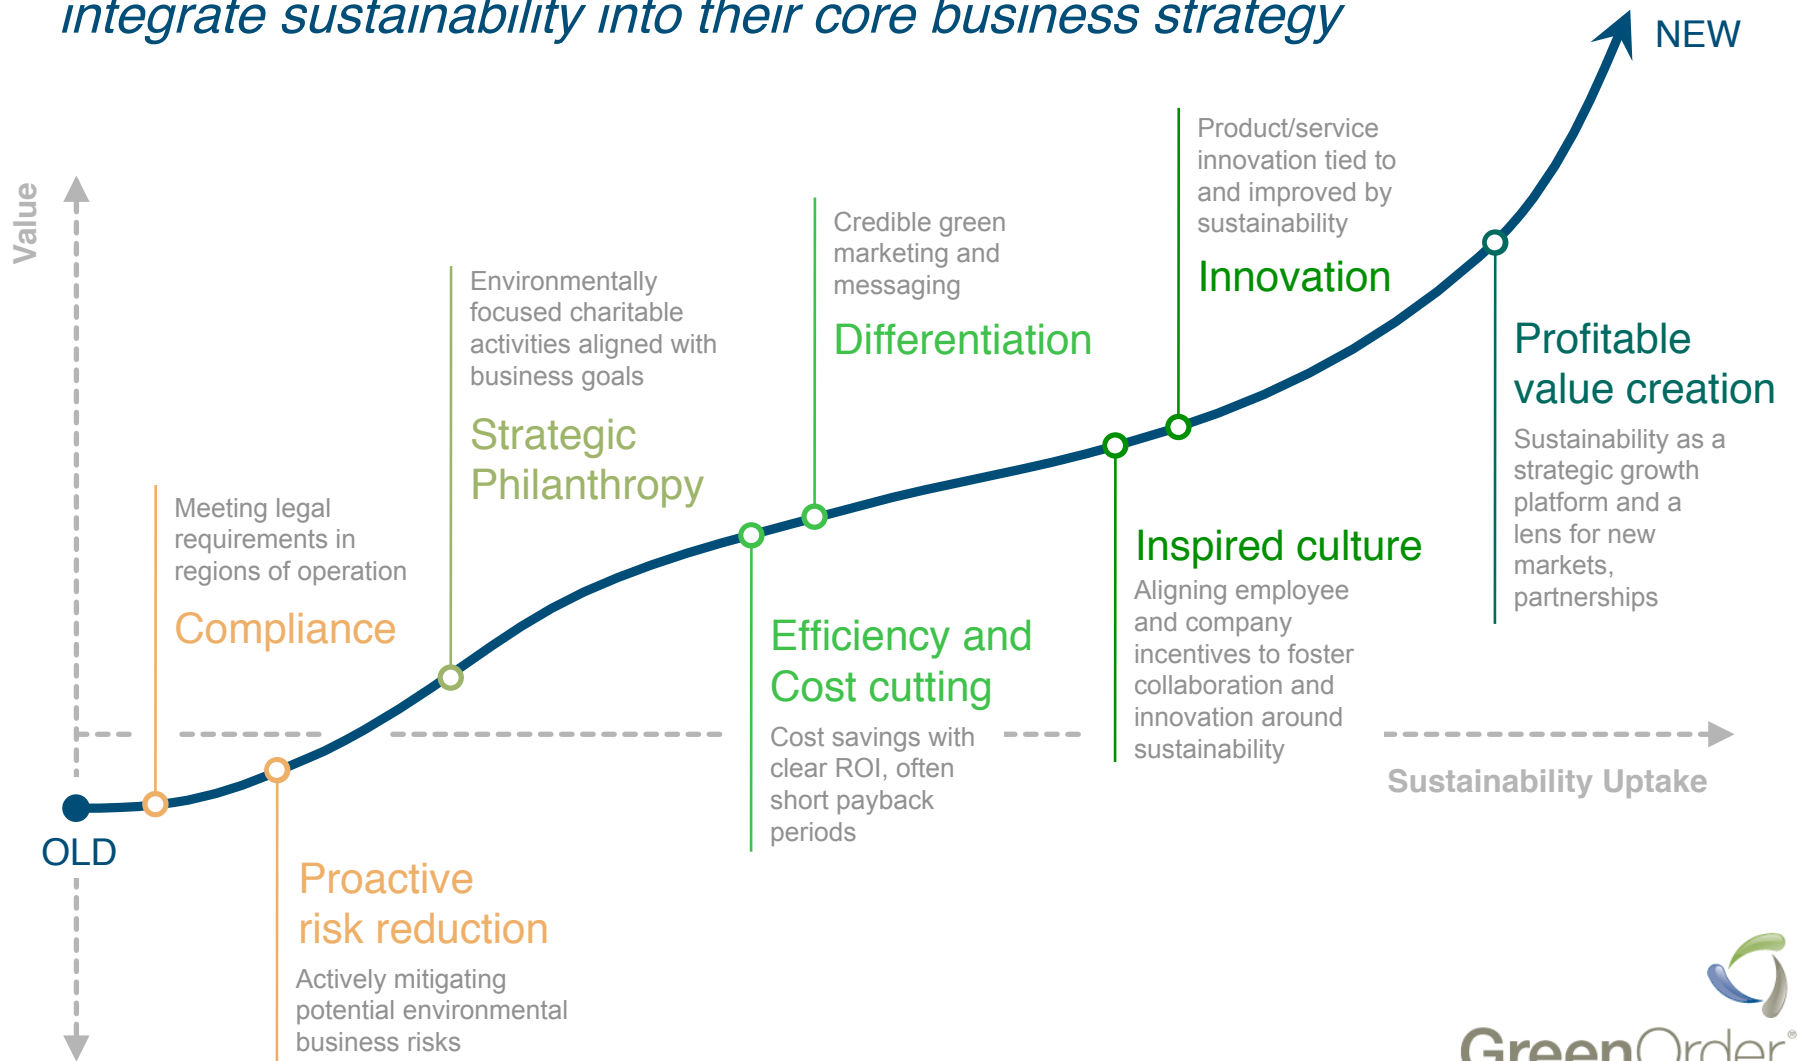 integrate sustainability into their core business strategy
NEW
Value
Product/service
innovation tied to
and improved by
sustainability
Innovation
Credible green
marketing and
messaging
Differentiation
Environmentally
focused charitable
activities aligned with
business goals
Strategic
Philanthropy
Meeting legal
requirements in
regions of operation
Compliance
Profitable
value creation
Sustainability as a
strategic growth
platform and a
lens for new
markets,
partnerships
Inspired culture
Aligning employee
and company
incentives to foster
collaboration and
innovation around
sustainability
Efficiency and
Cost cutting
Cost savings with
clear ROI, often
short payback
periods
Sustainability Uptake
OLD
Proactive
risk reduction
Actively mitigating
potential environmental
business risks
GreenOrder®